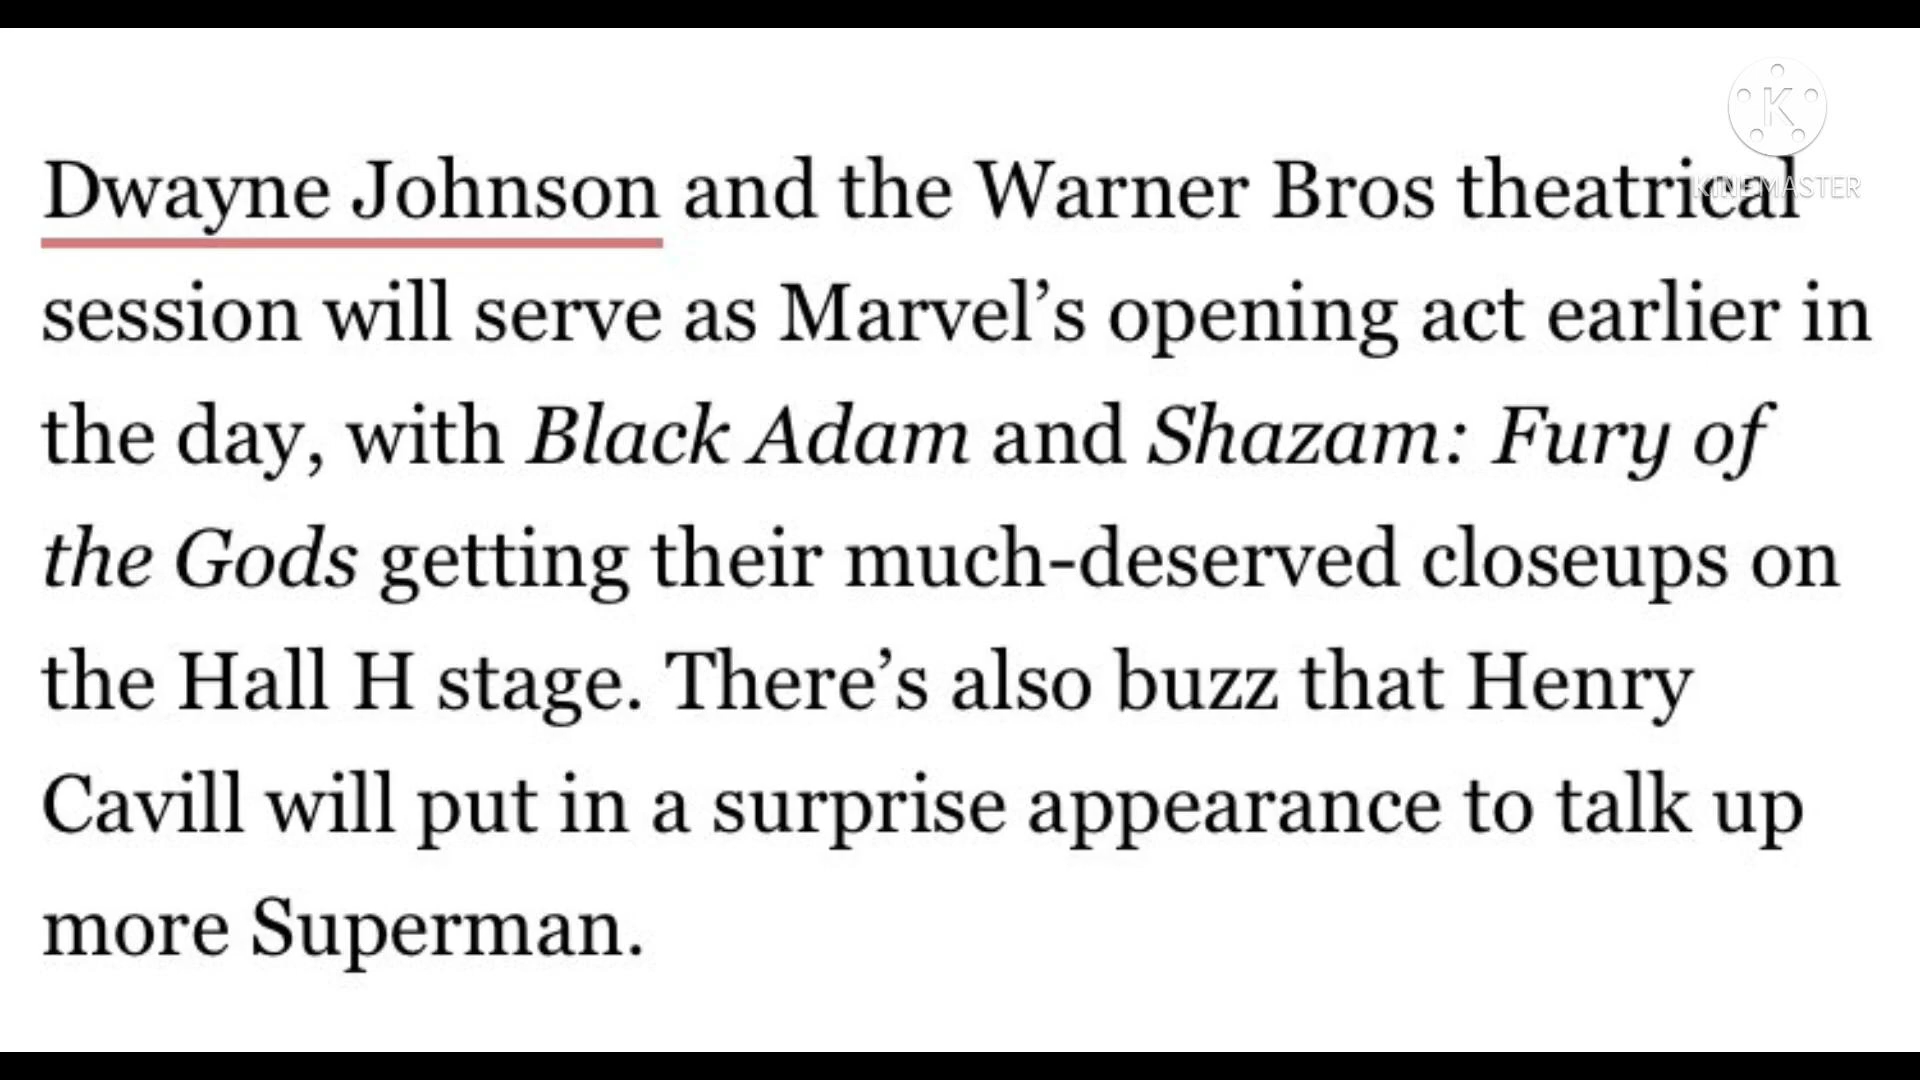 K
KINEMASTER
Dwayne Johnson and the Warner Bros theatrical
session will serve as Marvel’s opening act earlier in
the day, with Black Adam and Shazam: Fury of
the Gods getting their much-deserved closeups on
the Hall H stage. There’s also buzz that Henry
Cavill will put in a surprise appearance to talk up
more Superman.